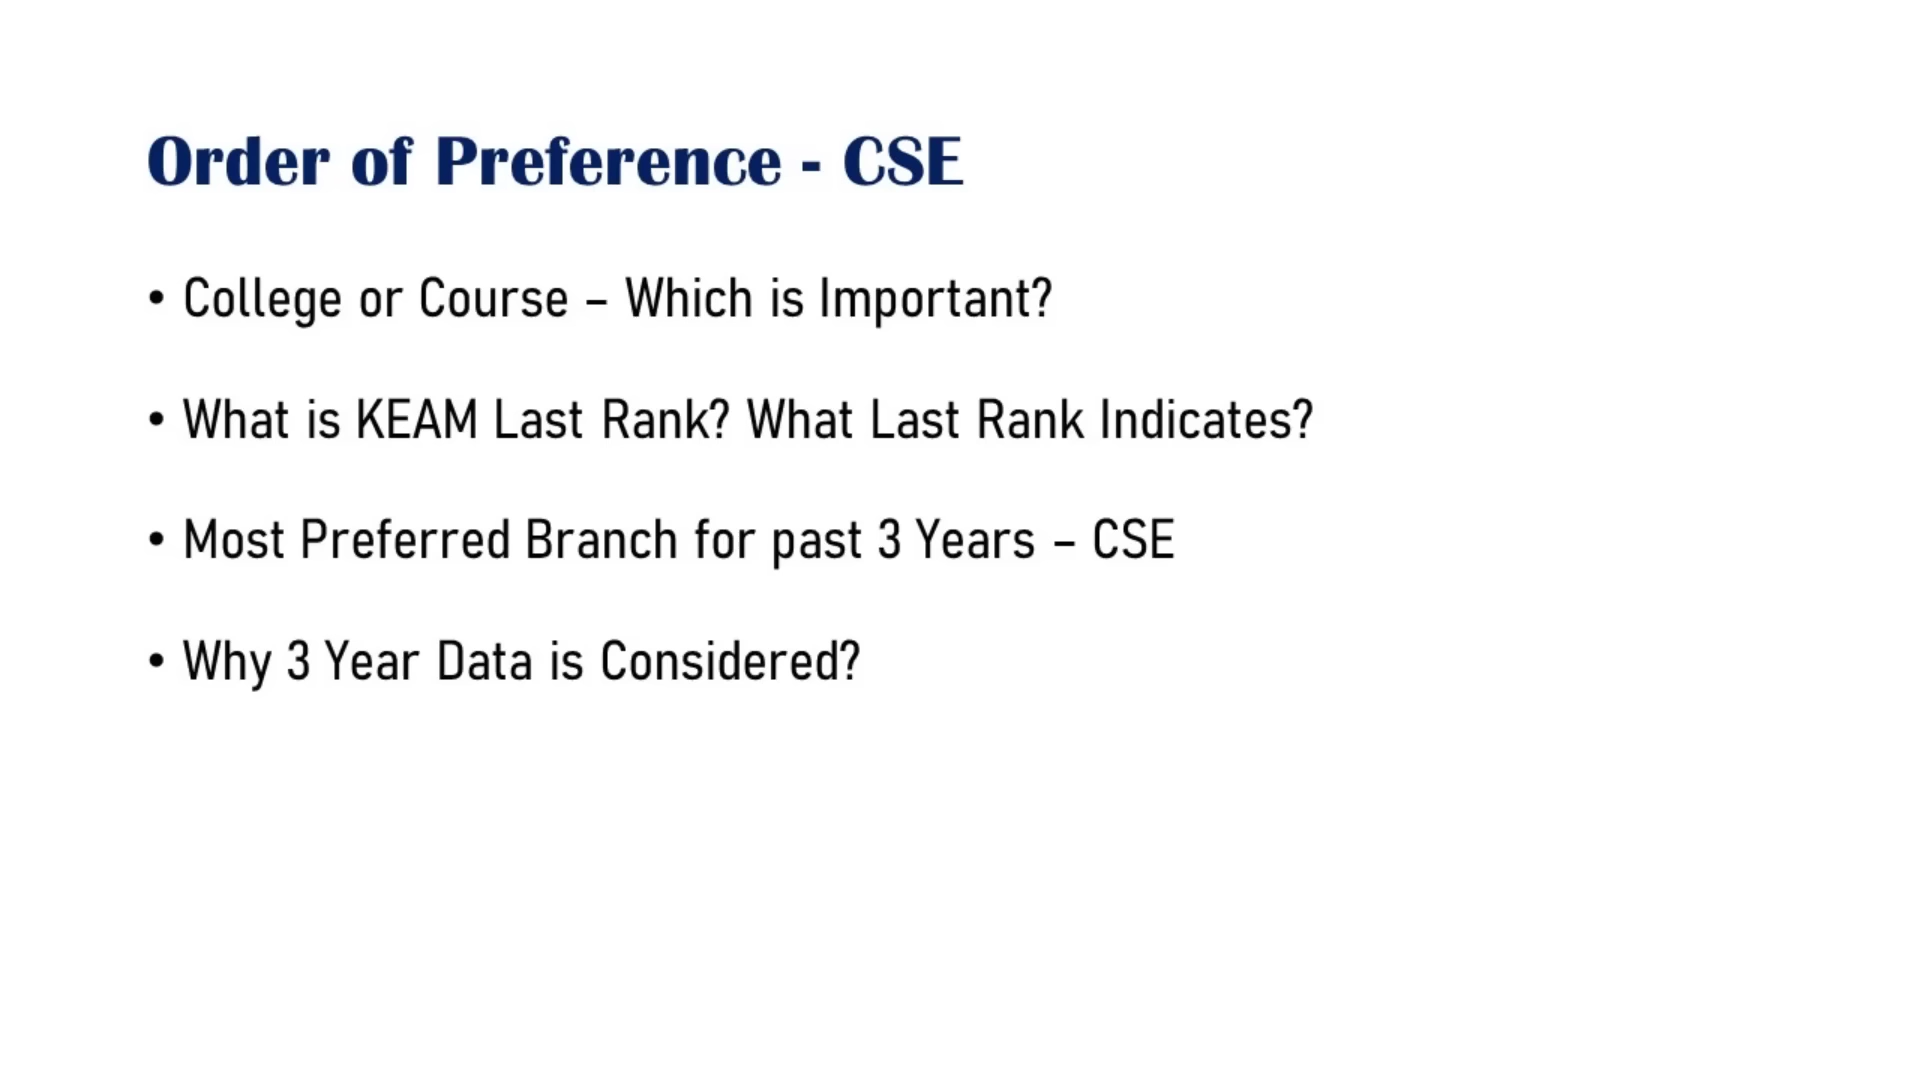 Order of Preference - CSE
• College or Course – Which is Important?
• What is KEAM Last Rank? What Last Rank Indicates?
• Most Preferred Branch for past 3 Years – CSE
• Why 3 Year Data is Considered?